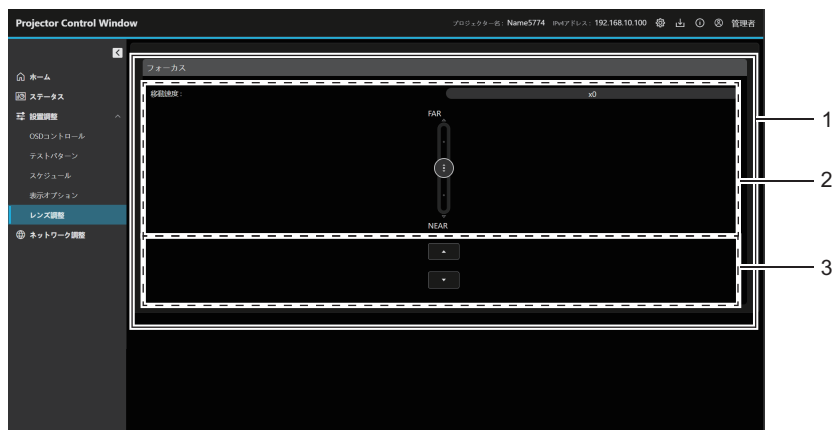 Projector Control Window
プロジェクター名: Name5774 IPv4アドレス: 192.168.10.100 管理者
ホーム
ステータス
設置調整
OSDコントロール
テストパターン
スケジュール
表示オプション
レンズ調整
ネットワーク調整
フォーカス
移動速度: x0
FAR
NEAR
1
2
3